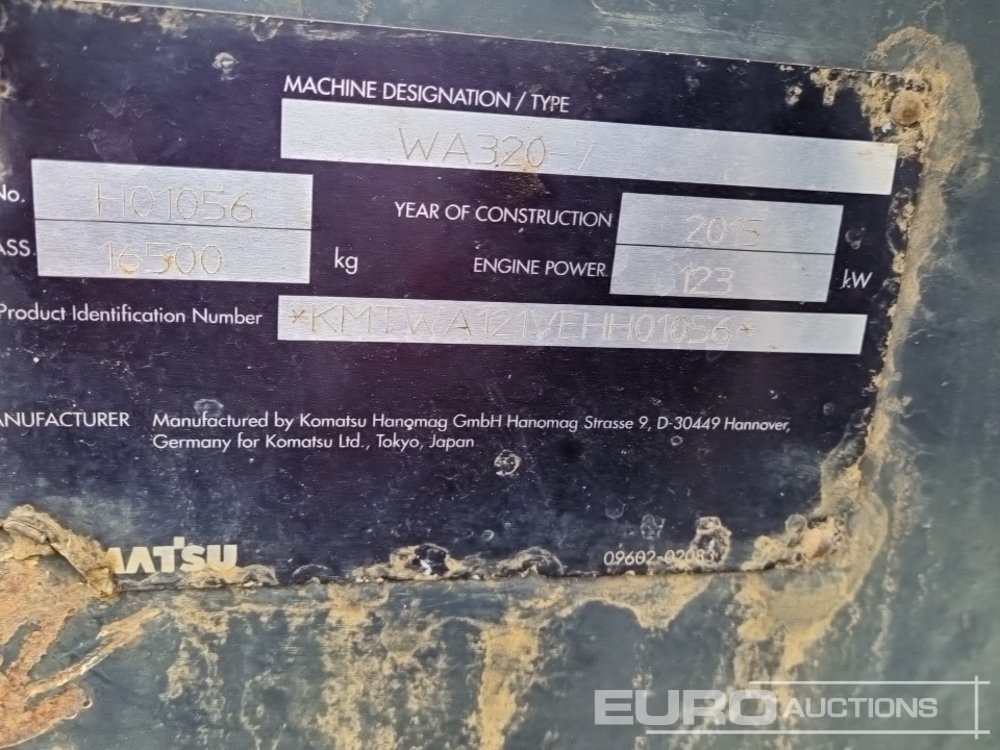 MACHINE DESIGNATION / TYPE
WA320-7
No. H01056
YEAR OF CONSTRUCTION 2015
ASS. 16500 kg
ENGINE POWER 123 kW
Product Identification Number *KMTWA121VEHH01056*
ANUFACTURER Manufactured by Komatsu Hanomag GmbH Hanomag Strasse 9, D-30449 Hannover,
Germany for Komatsu Ltd., Tokyo, Japan
MATSU
09602-02083
EURO AUCTIONS